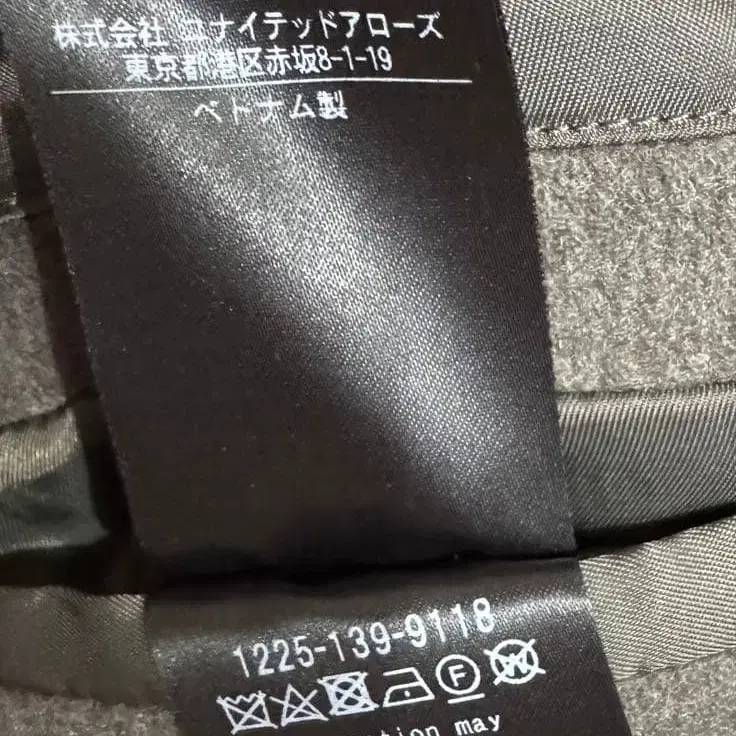 株式会社 ユナイテッドアローズ
東京都港区赤坂8-1-19
ベトナム製
1225-139-9118
F W
may